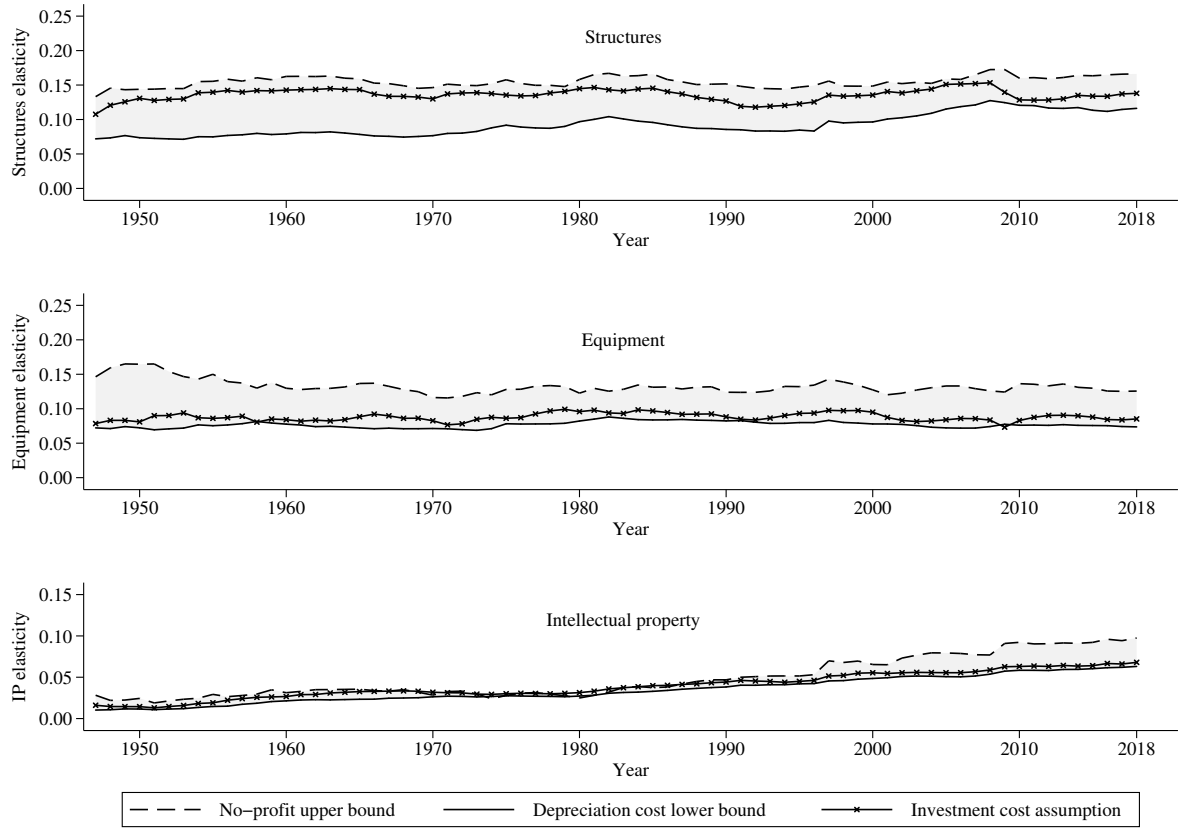 Structures elasticity
0.25
0.20
0.15
0.10
0.05
0.00
Structures
1950 1960 1970 1980 1990 2000 2010 2018
Year
Equipment elasticity
0.25
0.20
0.15
0.10
0.05
0.00
Equipment
1950 1960 1970 1980 1990 2000 2010 2018
Year
IP elasticity
0.15
0.10
0.05
0.00
Intellectual property
1950 1960 1970 1980 1990 2000 2010 2018
Year
No−profit upper bound Depreciation cost lower bound Investment cost assumption